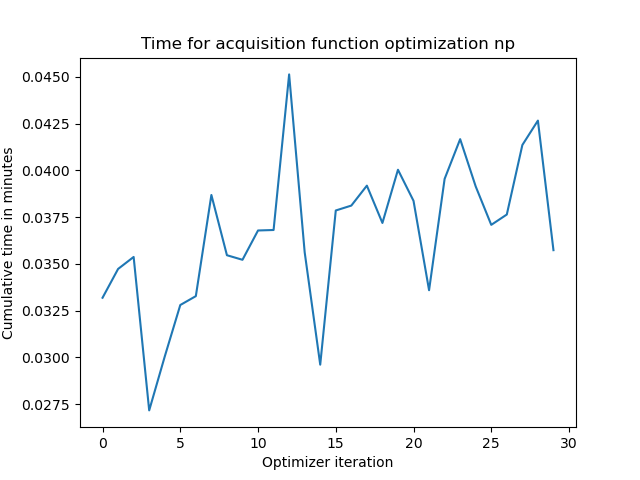 Time for acquisition function optimization np
Cumulative time in minutes
0.0450
0.0425
0.0400
0.0375
0.0350
0.0325
0.0300
0.0275
0 5 10 15 20 25 30
Optimizer iteration